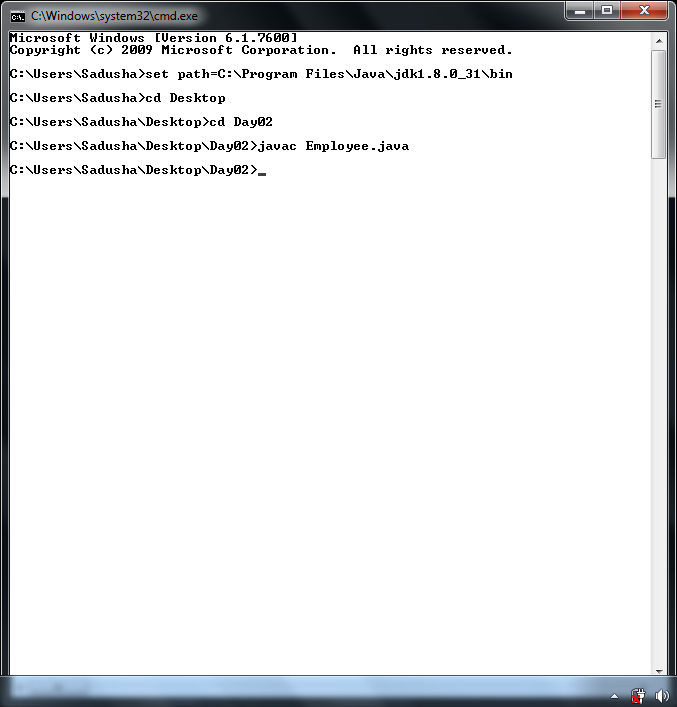 C:\Windows\system32\cmd.exe
Microsoft Windows [Version 6.1.7600]
Copyright (c) 2009 Microsoft Corporation.  All rights reserved.
C:\Users\Sadusha>set path=C:\Program Files\Java\jdk1.8.0_31\bin
C:\Users\Sadusha>cd Desktop
C:\Users\Sadusha\Desktop>cd Day02
C:\Users\Sadusha\Desktop\Day02>javac Employee.java
C:\Users\Sadusha\Desktop\Day02>_